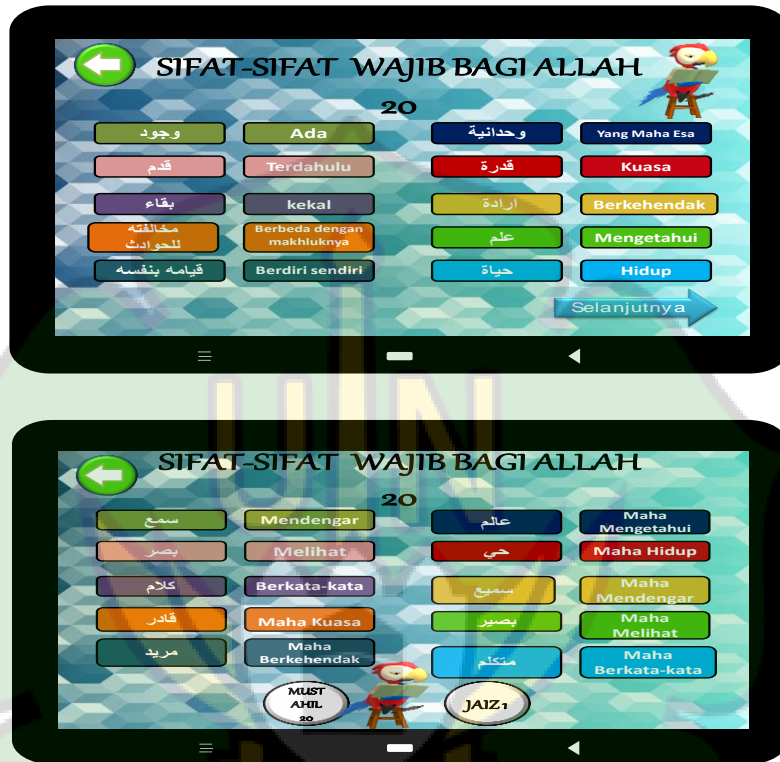 SIFAT-SIFAT WAJIB BAGI ALLAH
20
وجود Ada وحدانية Yang Maha Esa
قدم Terdahulu قدرة Kuasa
بقاء kekal ارادة Berkehendak
مخالفته
للحوادث
Berbeda dengan
makhluknya
علم Mengetahui
قيامه بنفسه Berdiri sendiri حياة Hidup
Selanjutnya
SIFAT-SIFAT WAJIB BAGI ALLAH
20
سمع Mendengar عالم
Maha
Mengetahui
بصر Melihat حي Maha Hidup
كلام Berkata-kata سميع
Maha
Mendengar
قادر Maha Kuasa بصير
Maha
Melihat
مريد
Maha
Berkehendak
متكلم
Maha
Berkata-kata
MUST
AHIL
20
JAIZ 1
UIN